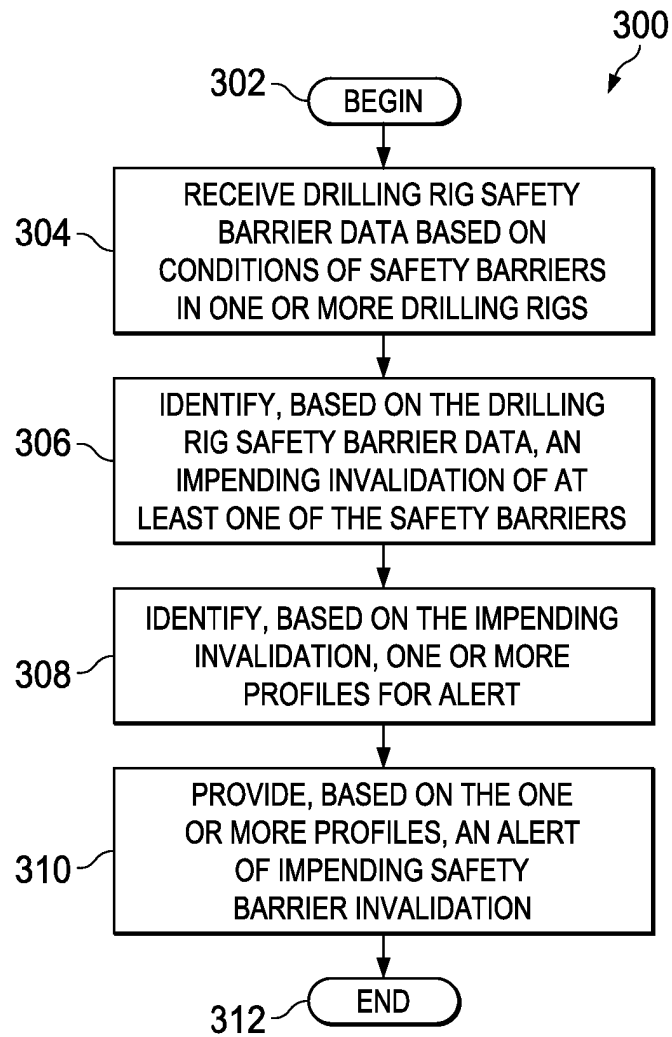 300
302
BEGIN
304
RECEIVE DRILLING RIG SAFETY
BARRIER DATA BASED ON
CONDITIONS OF SAFETY BARRIERS
IN ONE OR MORE DRILLING RIGS
306
IDENTIFY, BASED ON THE DRILLING
RIG SAFETY BARRIER DATA, AN
IMPENDING INVALIDATION OF AT
LEAST ONE OF THE SAFETY BARRIERS
308
IDENTIFY, BASED ON THE IMPENDING
INVALIDATION, ONE OR MORE
PROFILES FOR ALERT
310
PROVIDE, BASED ON THE ONE
OR MORE PROFILES, AN ALERT
OF IMPENDING SAFETY
BARRIER INVALIDATION
312
END